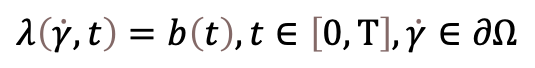 λ(γ̇, t) = b(t), t ∈ [0, T], γ̇ ∈ ∂Ω